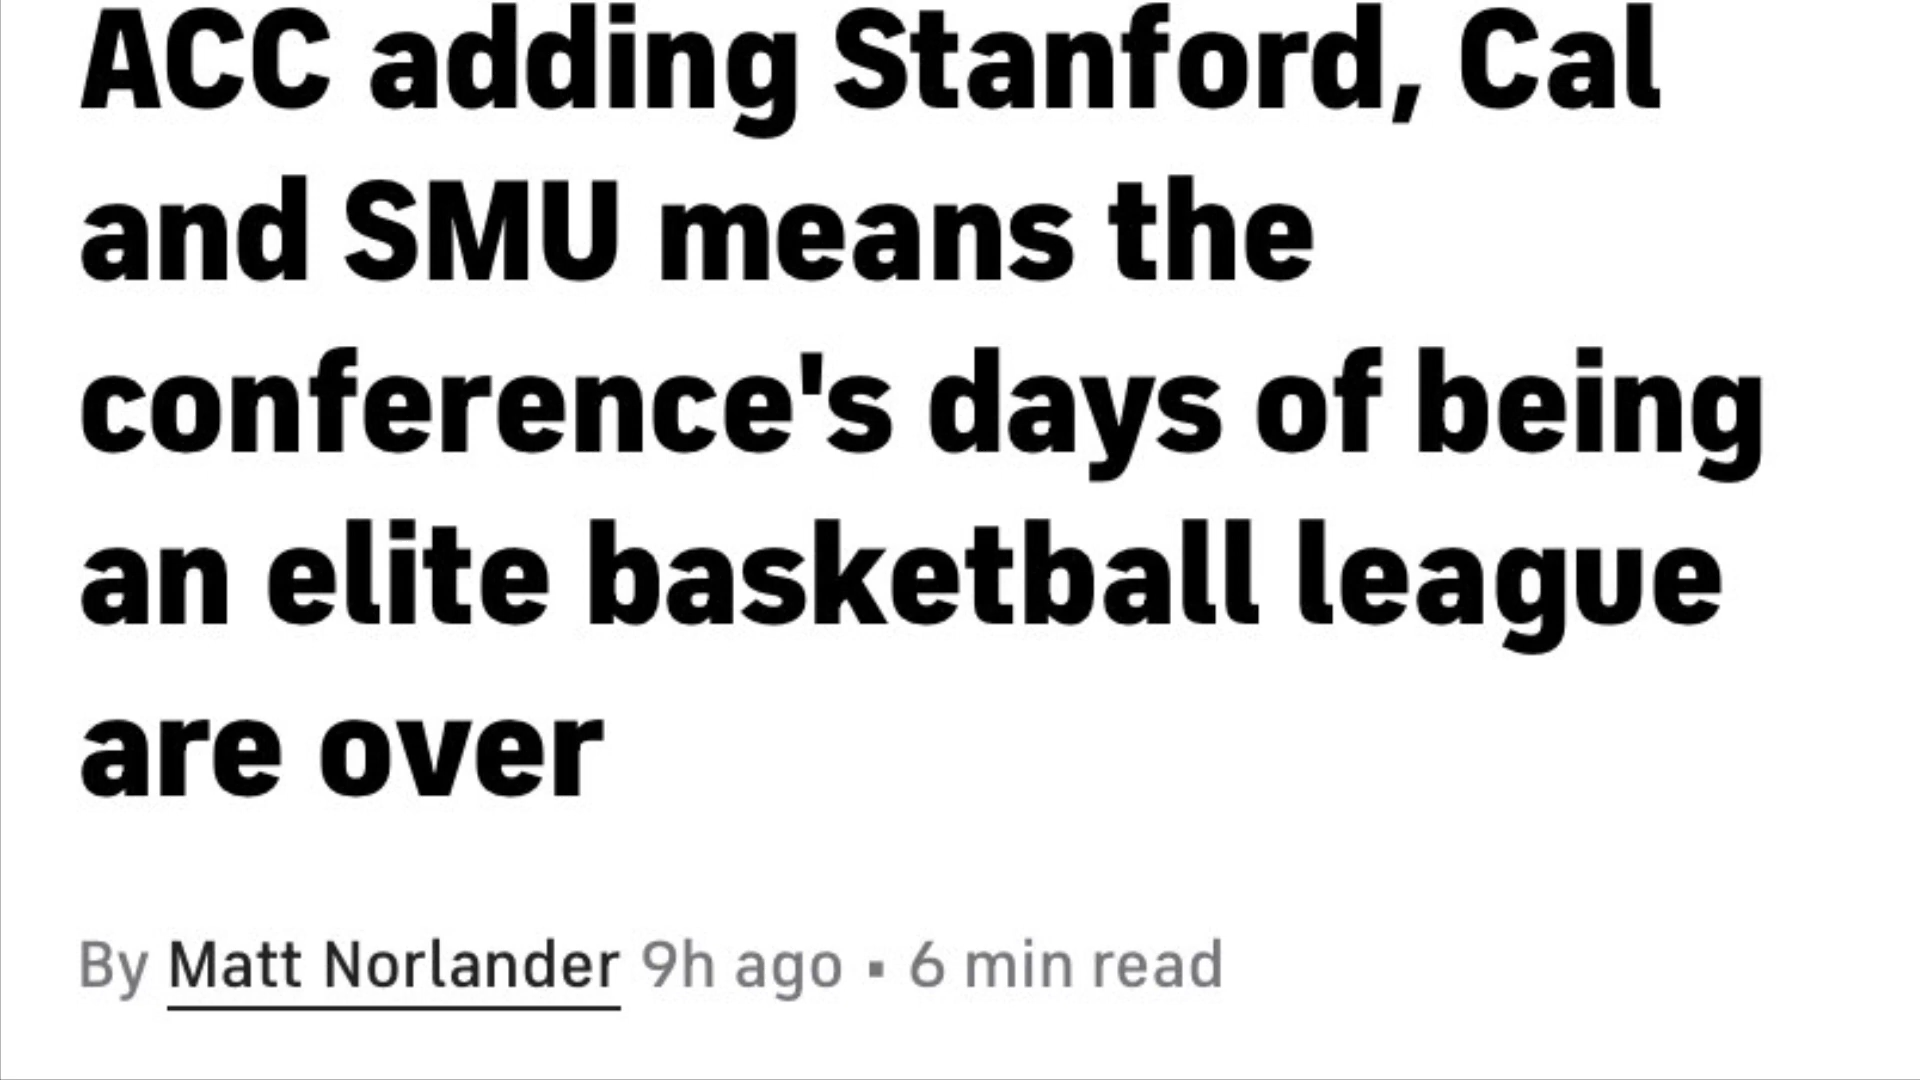 ACC adding Stanford, Cal
and SMU means the
conference's days of being
an elite basketball league
are over
By Matt Norlander 9h ago ▪ 6 min read